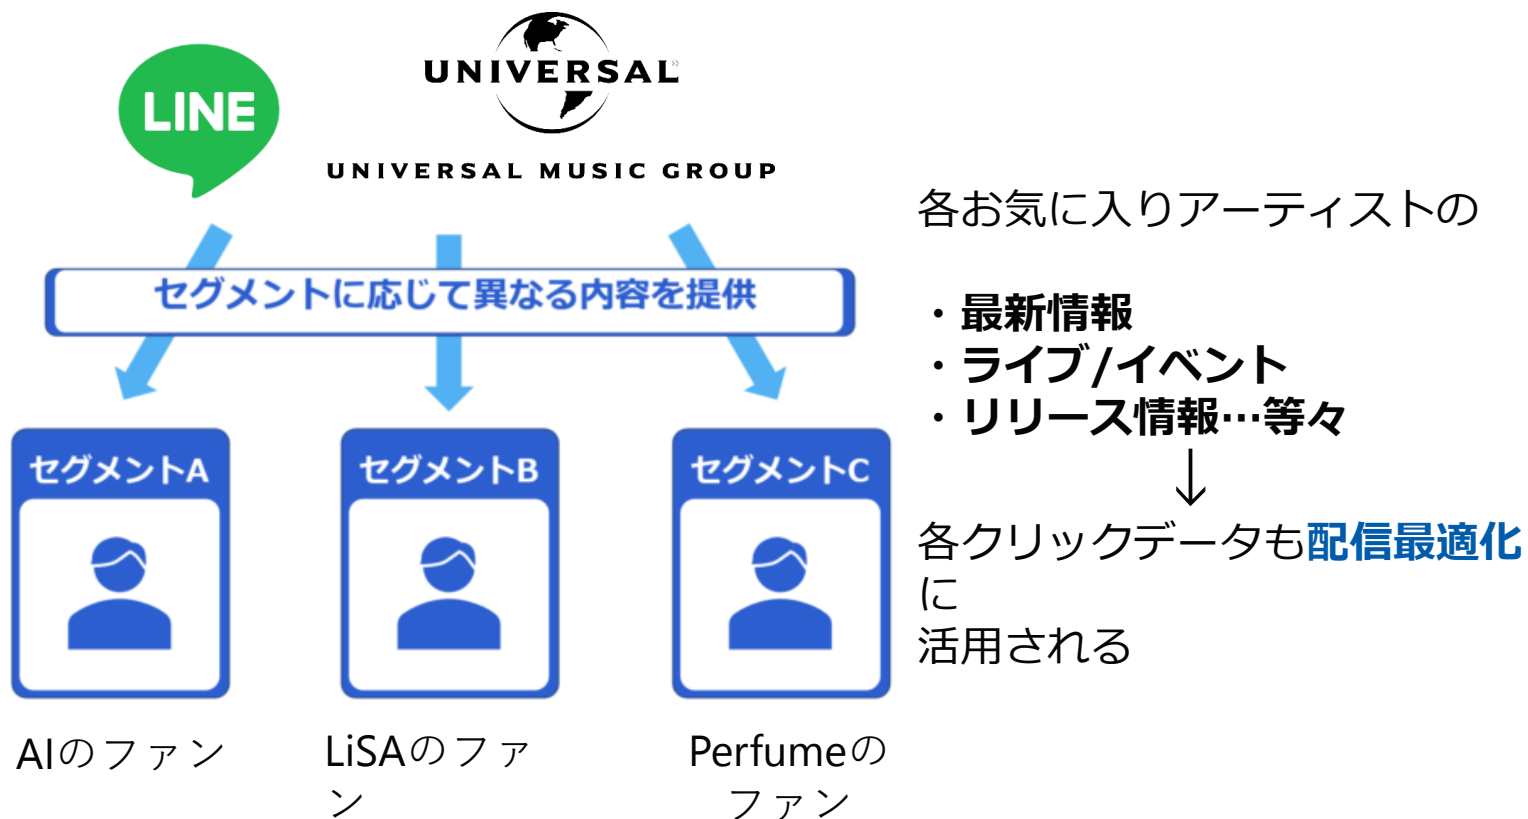 LINE
UNIVERSAL
UNIVERSAL MUSIC GROUP
セグメントに応じて異なる内容を提供
セグメントA
セグメントB
セグメントC
AIのファン
LiSAのファ
ン
Perfumeの
ファン
各お気に入りアーティストの
・最新情報
・ライブ/イベント
・リリース情報…等々
↓
各クリックデータも配信最適化
に
活用される